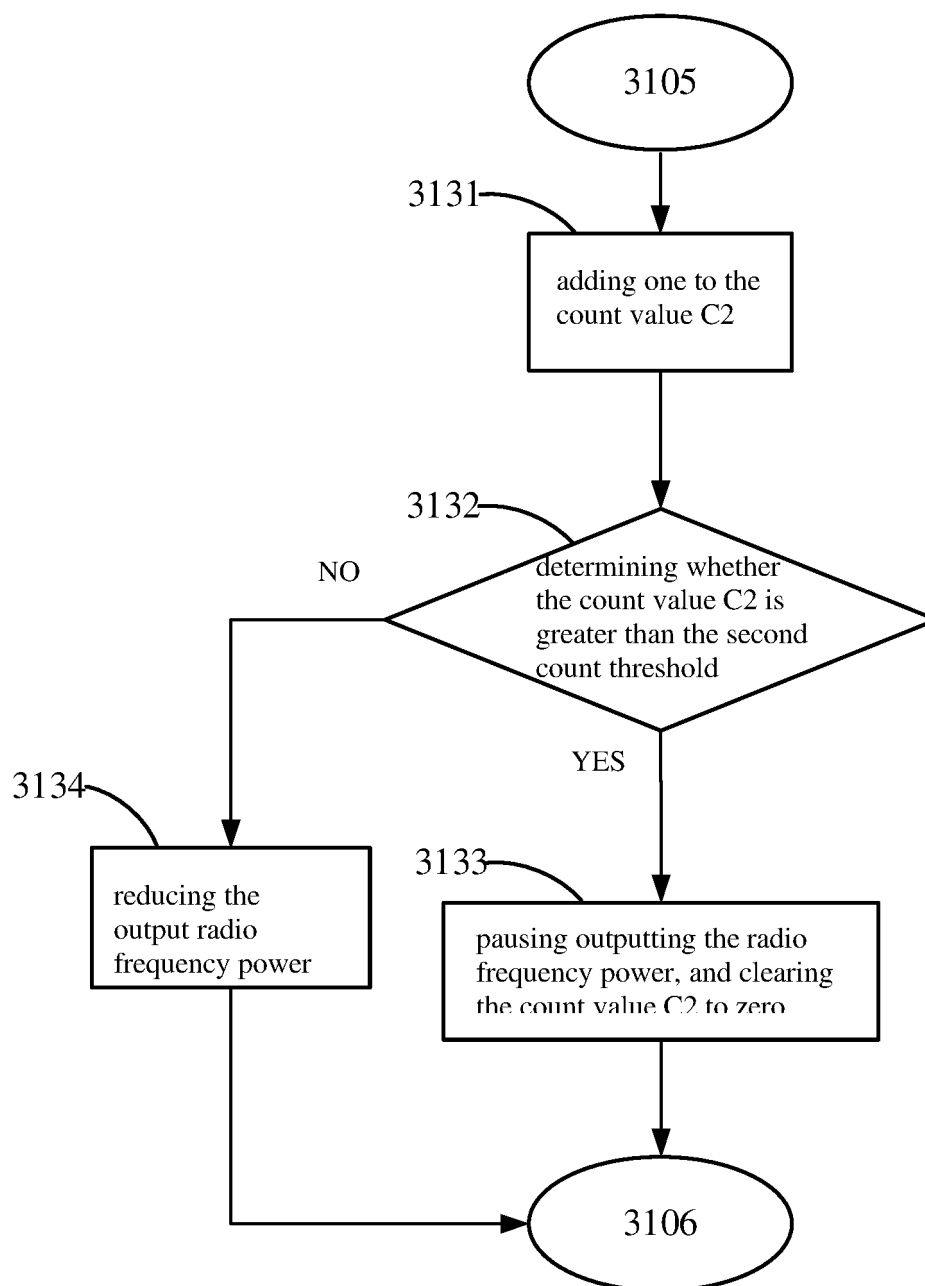 3105
3131
adding one to the
count value C2
3132
NO
determining whether
the count value C2 is
greater than the second
count threshold
YES
3134
3133
reducing the
output radio
frequency power
pausing outputting the radio
frequency power, and clearing
the count value C2 to zero
3106